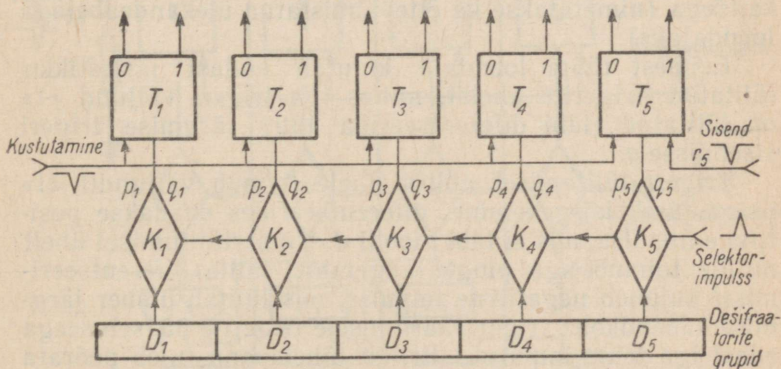 0 1 0 1 0 1 0 1 0 1
T1 T2 T3 T4 T5
Kustutamine
Sisend
r5
p1 q1 p2 q2 p3 q3 p4 q4 p5 q5
K1 K2 K3 K4 K5
Selektor-
impulss
D1 D2 D3 D4 D5
Dešifraa-
torite
grupid